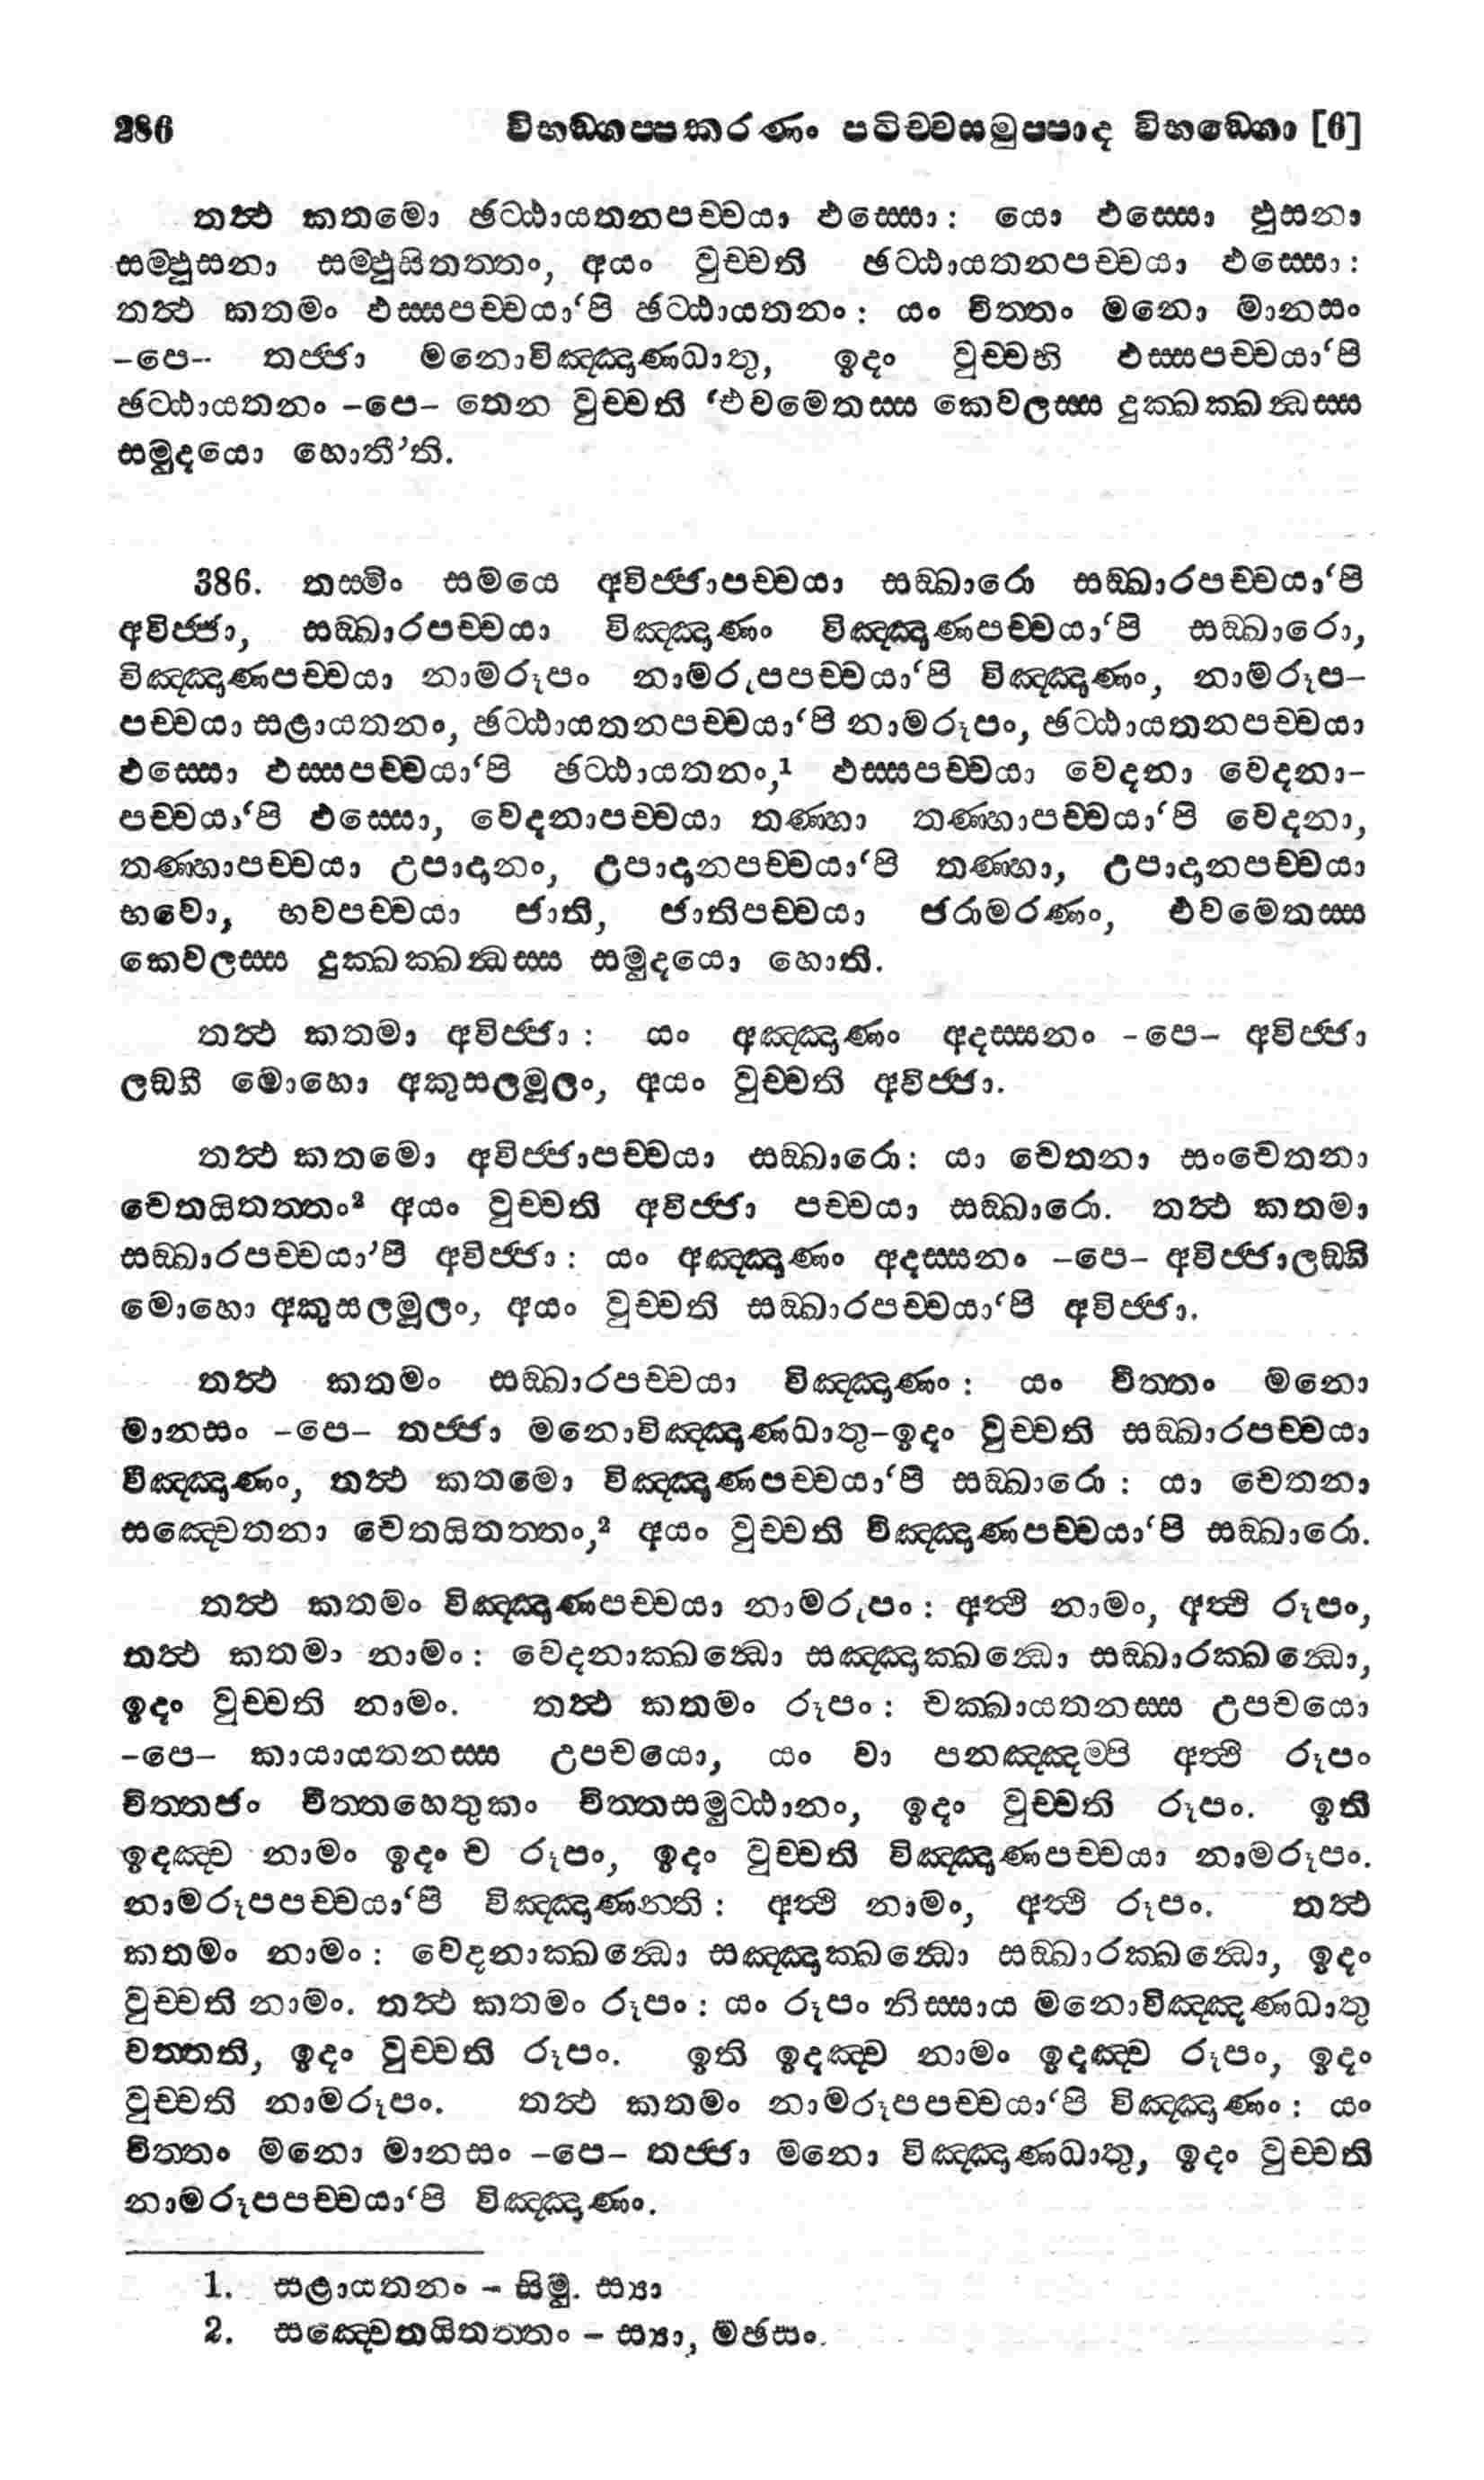 286 විභඞ්ගප්පකරණං පටිච්චසමුප්පාද විභඞ්ගො [6]
තත්‍ථ කතමො ඡට්ඨායතනපච්චයා ඵස්සො: යො ඵස්සො ඵුසනා
සම්ඵුසනා සම්ඵුසිතත්තං, අයං වුච්චති ඡට්ඨායතනපච්චයා ඵස්සො:
තත්‍ථ කතමං ඵස්සපච්චයා‘පි ඡට්ඨායතනං: යං චිත්තං මනො මානසං
–පෙ–- තජ්ජා මනොවිඤ්ඤාණධාතු, ඉදං වුච්චති ඵස්සපච්චයා‘පි
ඡට්ඨායතනං –පෙ– තෙන වුච්චති ‘එවමෙතස්ස කෙවලස්ස දුක්ඛක්ඛන්‍ධස්ස
සමුදයො හොතී’ති.
386. තස්මිං සමයෙ අවිජ්ජාපච්චයා සඞ්ඛාරො සඞ්ඛාරපච්චයා‘පි
අවිජ්ජා, සඞ්ඛාරපච්චයා විඤ්ඤාණං විඤ්ඤාණපච්චයා‘පි සඞ්ඛාරො,
විඤ්ඤාණපච්චයා නාමරූපං නාමරූපපච්චයා‘පි විඤ්ඤාණං, නාමරූප–
පච්චයා සළායතනං, ඡට්ඨායතනපච්චයා‘පි නාමරූපං, ඡට්ඨායතනපච්චයා
ඵස්සො ඵස්සපච්චයා‘පි ඡට්ඨායතනං,¹ ඵස්සපච්චයා වෙදනා වෙදනා–
පච්චයා‘පි ඵස්සො, වෙදනාපච්චයා තණ්හා තණ්හාපච්චයා‘පි වෙදනා,
තණ්හාපච්චයා උපාදානං, උපාදානපච්චයා‘පි තණ්හා, උපාදානපච්චයා
භවො, භවපච්චයා ජාති, ජාතිපච්චයා ජරාමරණං, එවමෙතස්ස
කෙවලස්ස දුක්ඛක්ඛන්‍ධස්ස සමුදයො හොති.
තත්‍ථ කතමා අවිජ්ජා: යං අඤ්ඤාණං අදස්සනං –පෙ– අවිජ්ජා
ලඞ්ගී මොහො අකුසලමූලං, අයං වුච්චති අවිජ්ජා.
තත්‍ථ කතමො අවිජ්ජාපච්චයා සඞ්ඛාරො: යා චෙතනා සංචෙතනා
චෙතයිතත්තං² අයං වුච්චති අවිජ්ජා පච්චයා සඞ්ඛාරො. තත්‍ථ කතමා
සඞ්ඛාරපච්චයා’පි අවිජ්ජා: යං අඤ්ඤාණං අදස්සනං –පෙ– අවිජ්ජාලඞ්ගී
මොහො අකුසලමූලං, අයං වුච්චති සඞ්ඛාරපච්චයා‘පි අවිජ්ජා.
තත්‍ථ කතමං සඞ්ඛාරපච්චයා විඤ්ඤාණං: යං චිත්තං මනො
මානසං –පෙ– තජ්ජා මනොවිඤ්ඤාණධාතු–ඉදං වුච්චති සඞ්ඛාරපච්චයා
විඤ්ඤාණං, තත්‍ථ කතමො විඤ්ඤාණපච්චයා‘පි සඞ්ඛාරො: යා චෙතනා
සඤ්චෙතනා චෙතයිතත්තං,² අයං වුච්චති විඤ්ඤාණපච්චයා‘පි සඞ්ඛාරො.
තත්‍ථ කතමං විඤ්ඤාණපච්චයා නාමරූපං: අත්‍ථි නාමං, අත්‍ථි රූපං,
තත්‍ථ කතමා නාමං: වෙදනාක්ඛන්‍ධො සඤ්ඤාක්ඛන්‍ධො සඞ්ඛාරක්ඛන්‍ධො,
ඉදං වුච්චති නාමං. තත්‍ථ කතමං රූපං: චක්ඛායතනස්ස උපචයො
–පෙ– කායායතනස්ස උපචයො, යං වා පනඤ්ඤම්පි අත්‍ථි රූපං
චිත්තජං චිත්තහෙතුකං චිත්තසමුට්ඨානං, ඉදං වුච්චති රූපං. ඉති
ඉදඤ්ච නාමං ඉදං ච රූපං, ඉදං වුච්චති විඤ්ඤාණපච්චයා නාමරූපං.
නාමරූපපච්චයා‘පි විඤ්ඤාණන්ති: අත්‍ථි නාමං, අත්‍ථි රූපං. තත්‍ථ
කතමං නාමං: වෙදනාක්ඛන්‍ධො සඤ්ඤාක්ඛන්‍ධො සඞ්ඛාරක්ඛන්‍ධො, ඉදං
වුච්චති නාමං. තත්‍ථ කතමං රූපං: යං රූපං නිස්සාය මනොවිඤ්ඤාණධාතු
වත්තති, ඉදං වුච්චති රූපං. ඉති ඉදඤ්ච නාමං ඉදඤ්ච රූපං, ඉදං
වුච්චති නාමරූපං. තත්‍ථ කතමං නාමරූපපච්චයා‘පි විඤ්ඤාණං: යං
චිත්තං මනො මානසං –පෙ– තජ්ජා මනො විඤ්ඤාණධාතු, ඉදං වුච්චති
නාමරූපපච්චයා‘පි විඤ්ඤාණං.
1. සළායතනං – සිමු. ස්‍යා
2. සඤ්චෙතයිතත්තං – ස්‍යා, මඡසං.